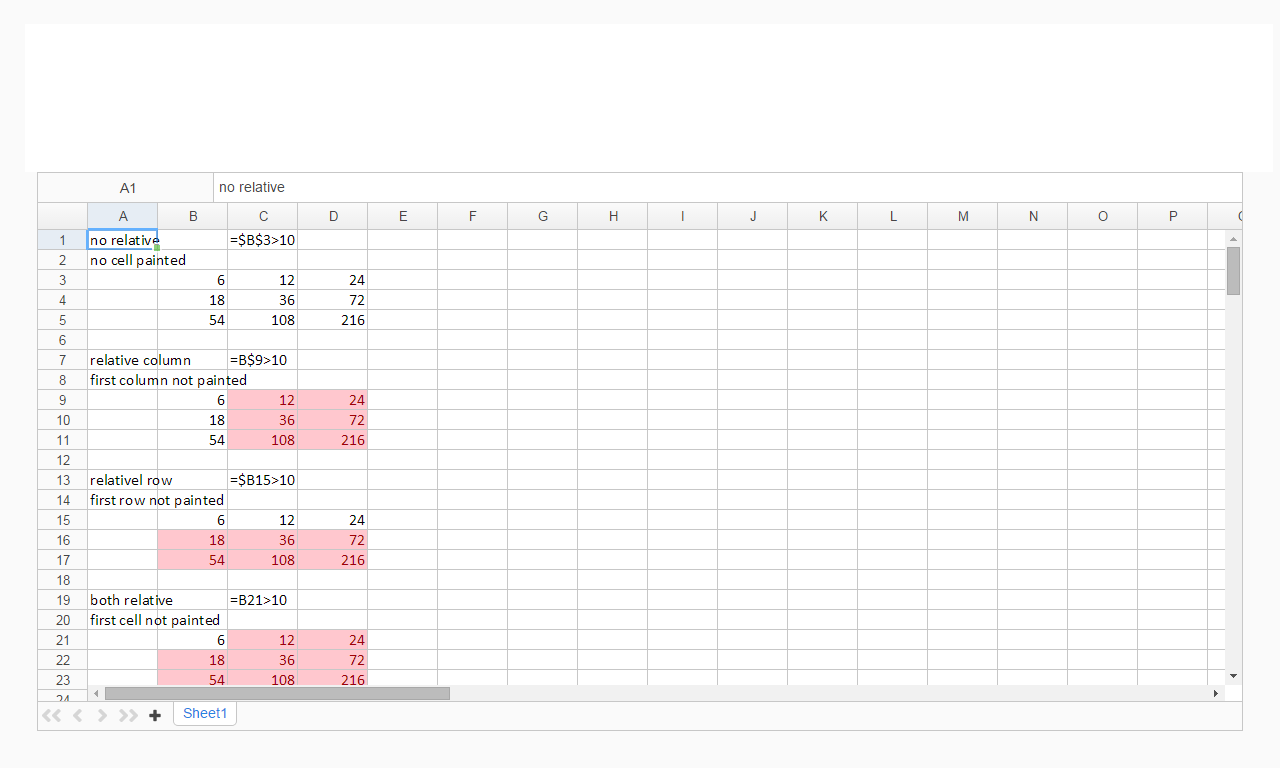 A1 no relative
A B C D E F G H I J K L M N O P
1 no relative =$B$3>10
2 no cell painted
3 6 12 24
4 18 36 72
5 54 108 216
6
7 relative column =B$9>10
8 first column not painted
9 6 12 24
10 18 36 72
11 54 108 216
12
13 relativel row =$B15>10
14 first row not painted
15 6 12 24
16 18 36 72
17 54 108 216
18
19 both relative =B21>10
20 first cell not painted
21 6 12 24
22 18 36 72
23 54 108 216
24
Sheet1